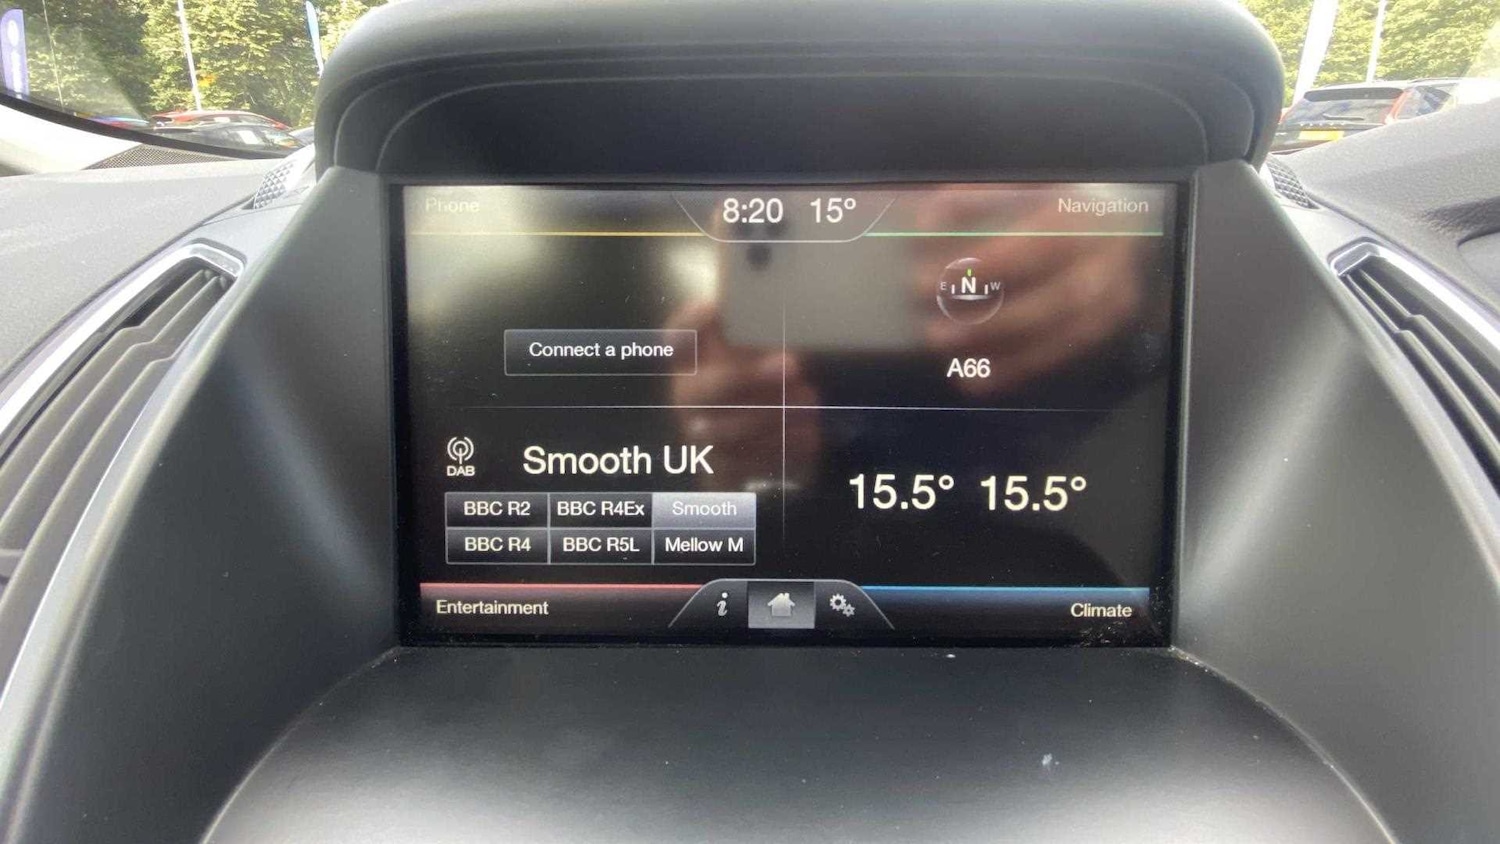 Phone
8:20 15°
Navigation
E N W
Connect a phone
A66
DAB
Smooth UK
BBC R2 BBC R4Ex Smooth
BBC R4 BBC R5L Mellow M
15.5° 15.5°
Entertainment
i
Climate